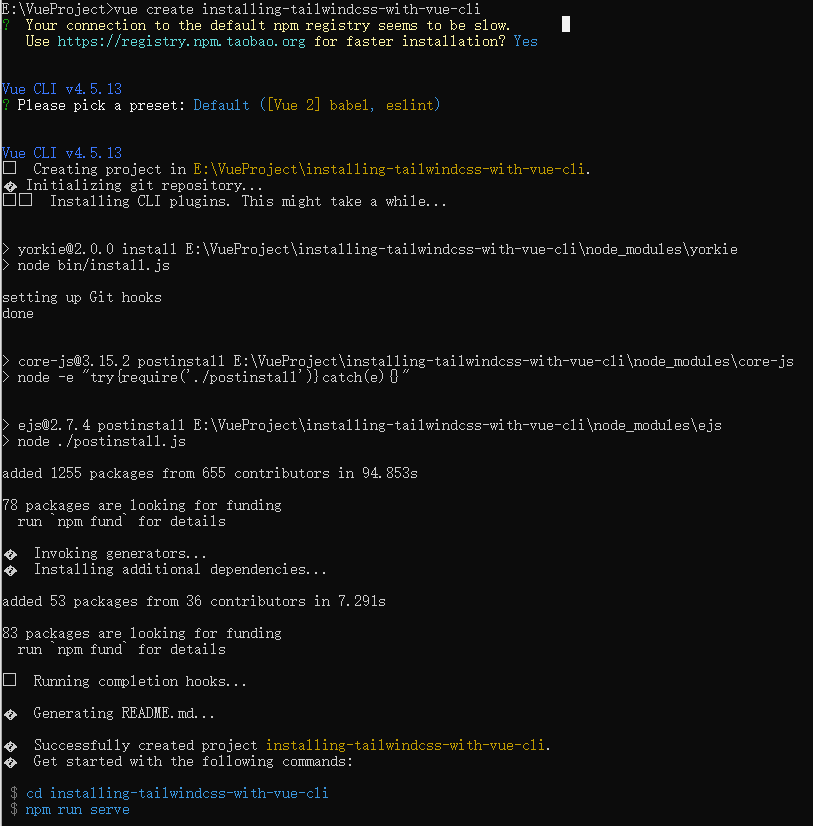 E:\VueProject>vue create installing-tailwindcss-with-vue-cli
?  Your connection to the default npm registry seems to be slow.
   Use https://registry.npm.taobao.org for faster installation? Yes
Vue CLI v4.5.13
? Please pick a preset: Default ([Vue 2] babel, eslint)
Vue CLI v4.5.13
□  Creating project in E:\VueProject\installing-tailwindcss-with-vue-cli.
� Initializing git repository...
□□  Installing CLI plugins. This might take a while...
> yorkie@2.0.0 install E:\VueProject\installing-tailwindcss-with-vue-cli\node_modules\yorkie
> node bin/install.js
setting up Git hooks
done
> core-js@3.15.2 postinstall E:\VueProject\installing-tailwindcss-with-vue-cli\node_modules\core-js
> node -e "try{require('./postinstall')}catch(e){}"
> ejs@2.7.4 postinstall E:\VueProject\installing-tailwindcss-with-vue-cli\node_modules\ejs
> node ./postinstall.js
added 1255 packages from 655 contributors in 94.853s
78 packages are looking for funding
  run `npm fund` for details
�  Invoking generators...
�  Installing additional dependencies...
added 53 packages from 36 contributors in 7.291s
83 packages are looking for funding
  run `npm fund` for details
□  Running completion hooks...
�  Generating README.md...
�  Successfully created project installing-tailwindcss-with-vue-cli.
�  Get started with the following commands:
 $ cd installing-tailwindcss-with-vue-cli
 $ npm run serve